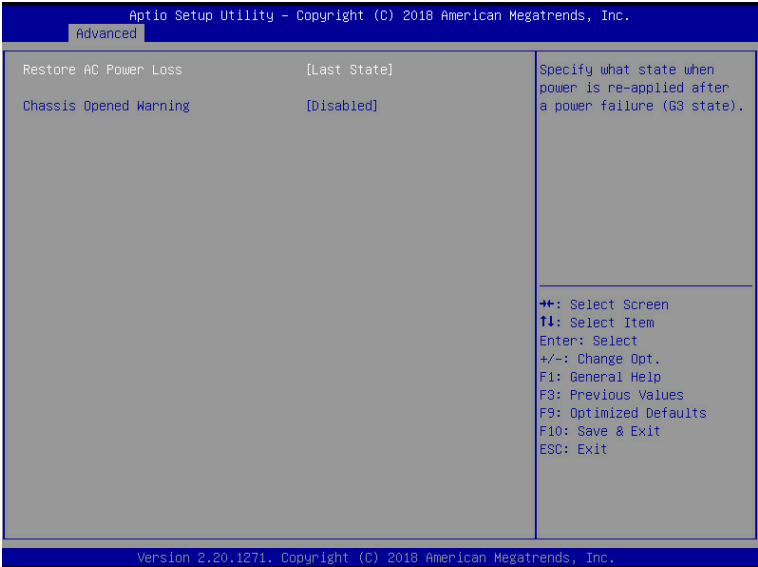 Aptio Setup Utility – Copyright (C) 2018 American Megatrends, Inc.
Advanced
Restore AC Power Loss [Last State]
Chassis Opened Warning [Disabled]
Specify what state when
power is re-applied after
a power failure (G3 state).
→←: Select Screen
↑↓: Select Item
Enter: Select
+/-: Change Opt.
F1: General Help
F3: Previous Values
F9: Optimized Defaults
F10: Save & Exit
ESC: Exit
Version 2.20.1271. Copyright (C) 2018 American Megatrends, Inc.